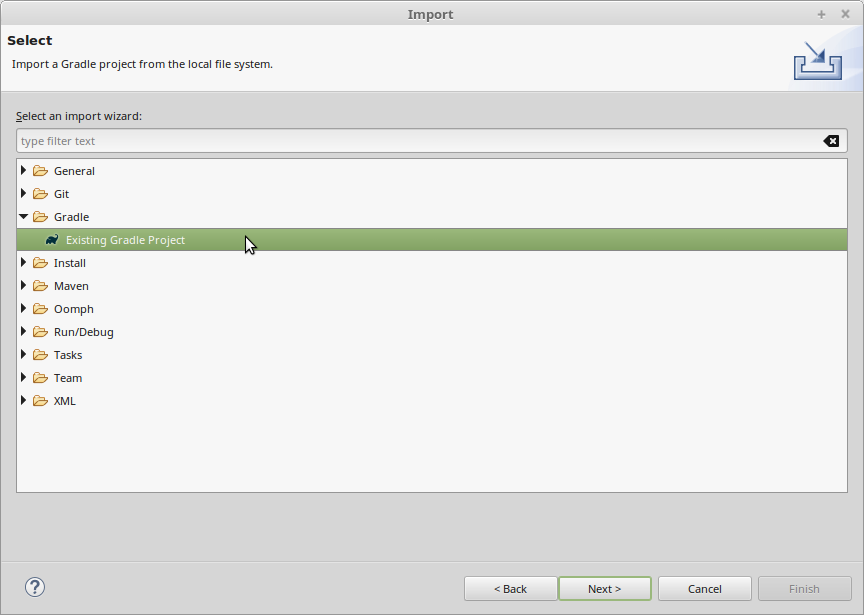 Import
Select
Import a Gradle project from the local file system.
Select an import wizard:
type filter text
General
Git
Gradle
Existing Gradle Project
Install
Maven
Oomph
Run/Debug
Tasks
Team
XML
?
< Back
Next >
Cancel
Finish